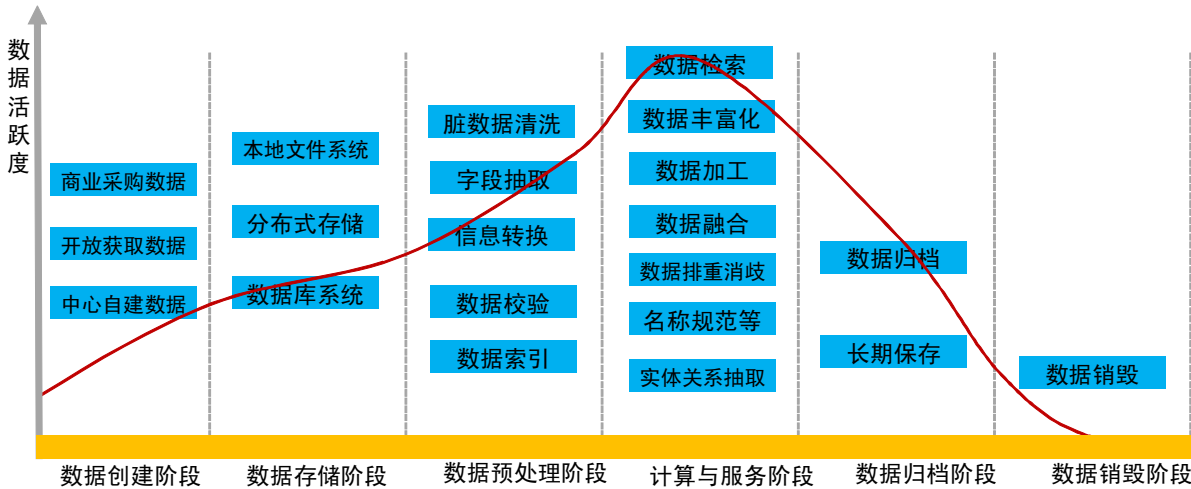 数据活跃度
商业采购数据
开放获取数据
中心自建数据
本地文件系统
分布式存储
数据库系统
脏数据清洗
字段抽取
信息转换
数据校验
数据索引
数据检索
数据丰富化
数据加工
数据融合
数据排重消歧
名称规范等
实体关系抽取
数据归档
长期保存
数据销毁
数据创建阶段
数据存储阶段
数据预处理阶段
计算与服务阶段
数据归档阶段
数据销毁阶段